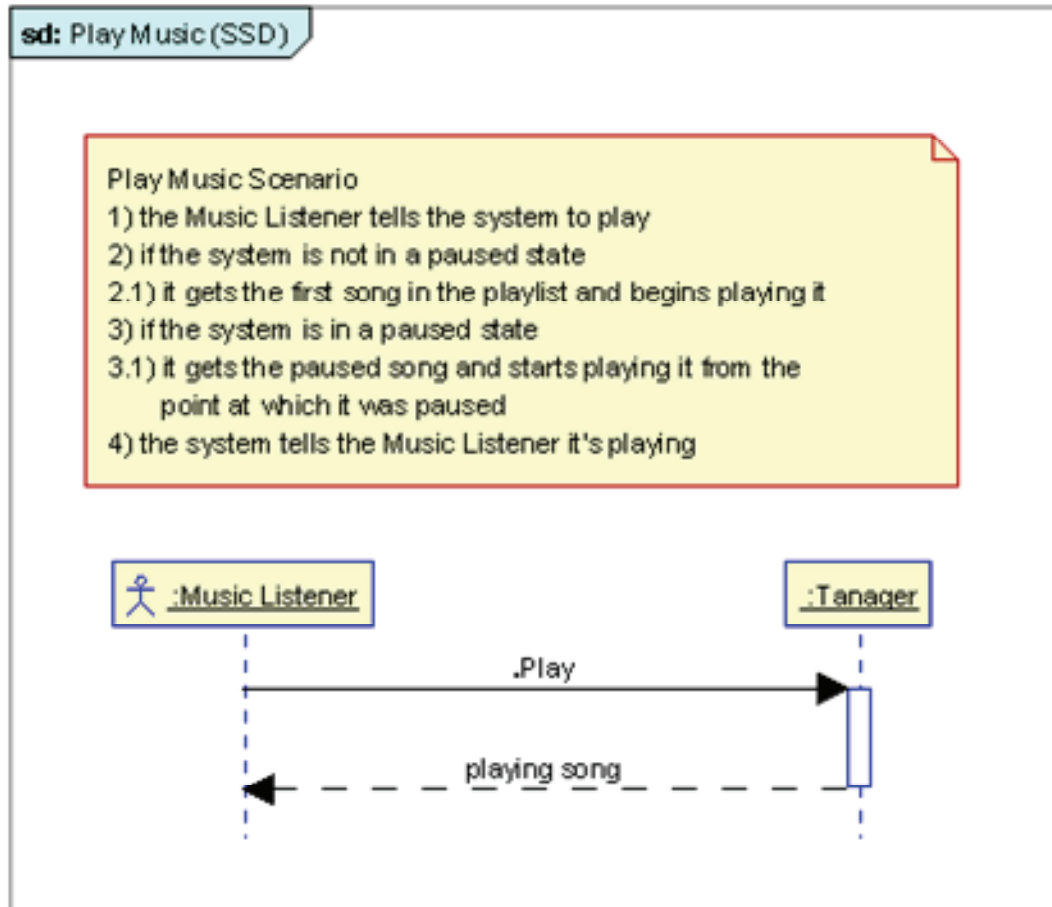 sd: Play Music (SSD)
Play Music Scenario
1) the Music Listener tells the system to play
2) if the system is not in a paused state
2.1) it gets the first song in the playlist and begins playing it
3) if the system is in a paused state
3.1) it gets the paused song and starts playing it from the
point at which it was paused
4) the system tells the Music Listener it's playing
:Music Listener
:Tanager
.Play
playing song